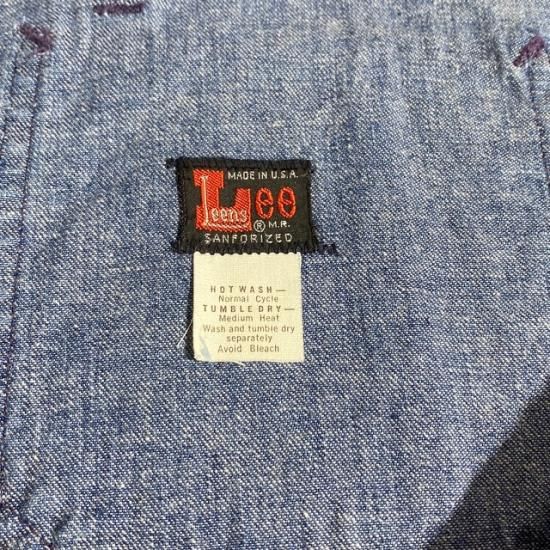 MADE IN U.S.A.
Lee
Leens
® M.R.
SANFORIZED
HOT WASH—
Normal Cycle
TUMBLE DRY—
Medium Heat
Wash and tumble dry
separately
Avoid Bleach